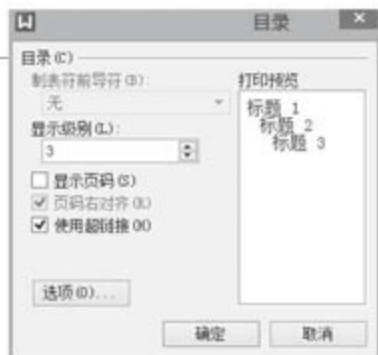 目录
目录(C)
制表符前导符(B):
无
显示级别(L):
3
显示页码(S)
页码右对齐(R)
使用超链接(H)
选项(O)...
打印预览
标题 1
标题 2
标题 3
确定
取消